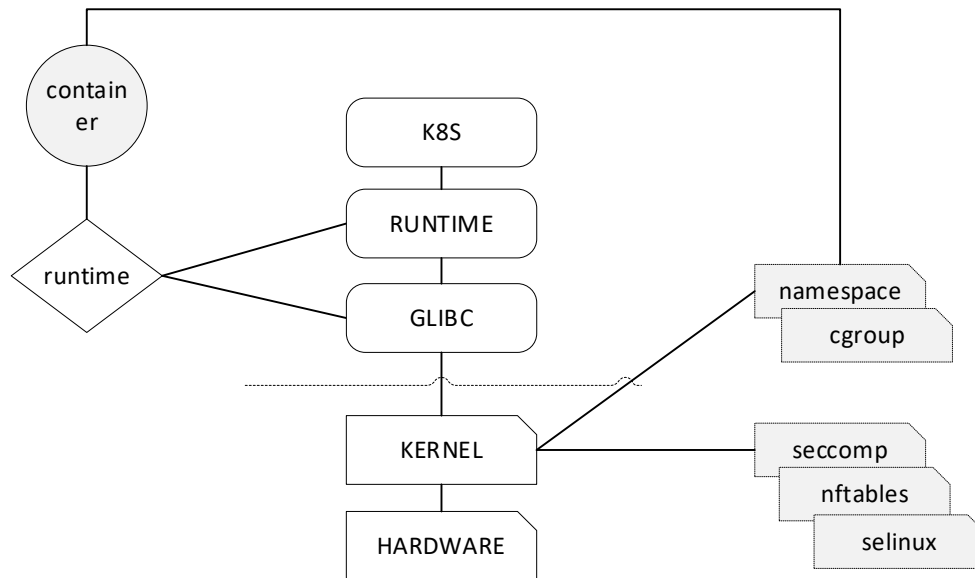 contain
er
K8S
RUNTIME
runtime
GLIBC
namespace
cgroup
KERNEL
seccomp
nftables
HARDWARE
selinux